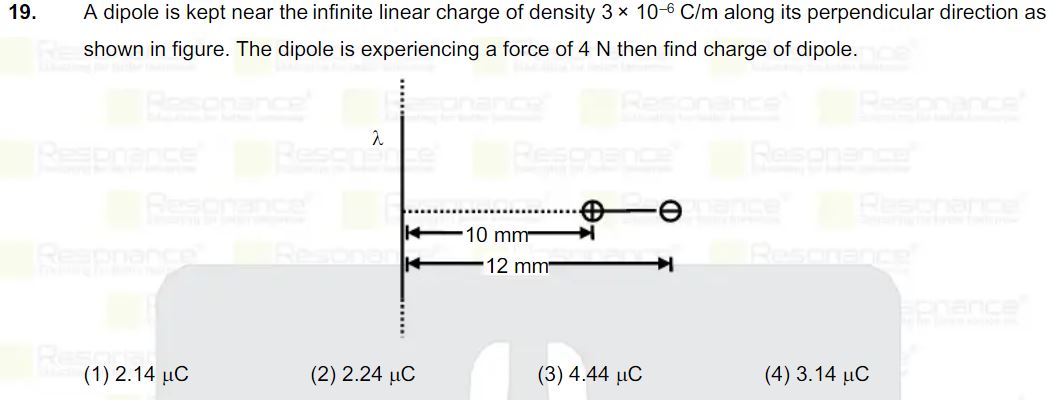 19. A dipole is kept near the infinite linear charge of density 3 × 10⁻⁶ C/m along its perpendicular direction as
shown in figure. The dipole is experiencing a force of 4 N then find charge of dipole.
λ
10 mm
12 mm
(1) 2.14 μC (2) 2.24 μC (3) 4.44 μC (4) 3.14 μC